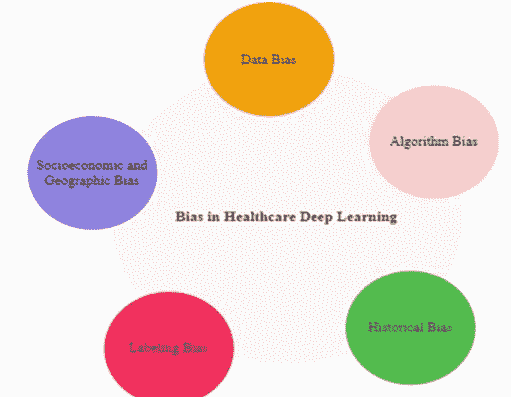 Data Bias
Algorithm Bias
Socioeconomic and
Geographic Bias
Bias in Healthcare Deep Learning
Historical Bias
Labeling Bias